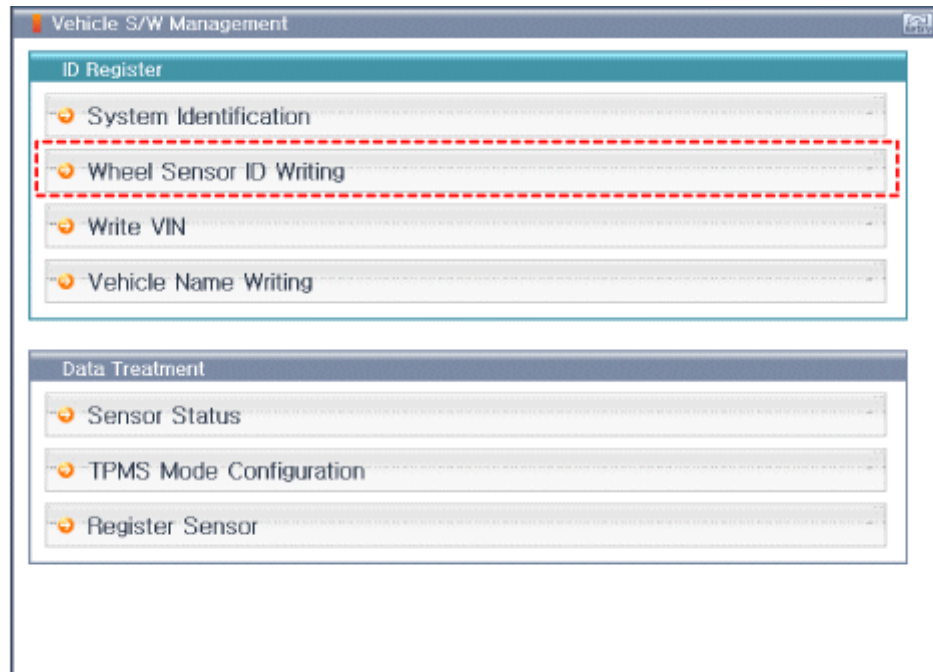 Vehicle S/W Management
ID Register
System Identification
Wheel Sensor ID Writing
Write VIN
Vehicle Name Writing
Data Treatment
Sensor Status
TPMS Mode Configuration
Register Sensor